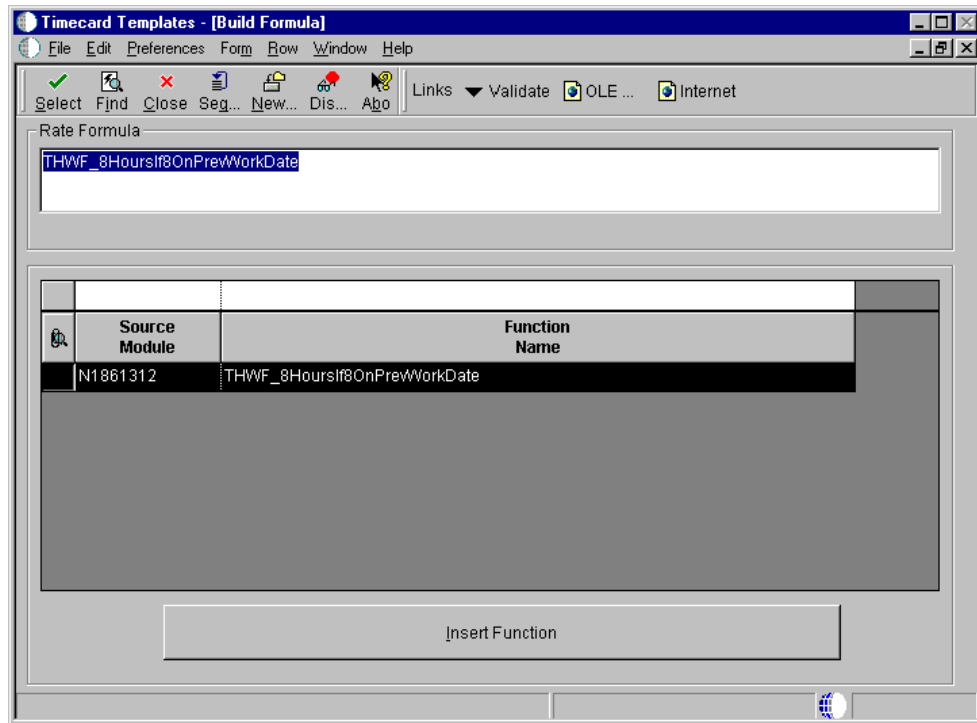 Timecard Templates - [Build Formula]
File Edit Preferences Form Row Window Help
Select Find Close Seq... New... Dis... Abo Links Validate OLE ... Internet
Rate Formula
THWF_8HoursIf8OnPrevWorkDate
Source Module Function Name
N1861312 THWF_8HoursIf8OnPrevWorkDate
Insert Function